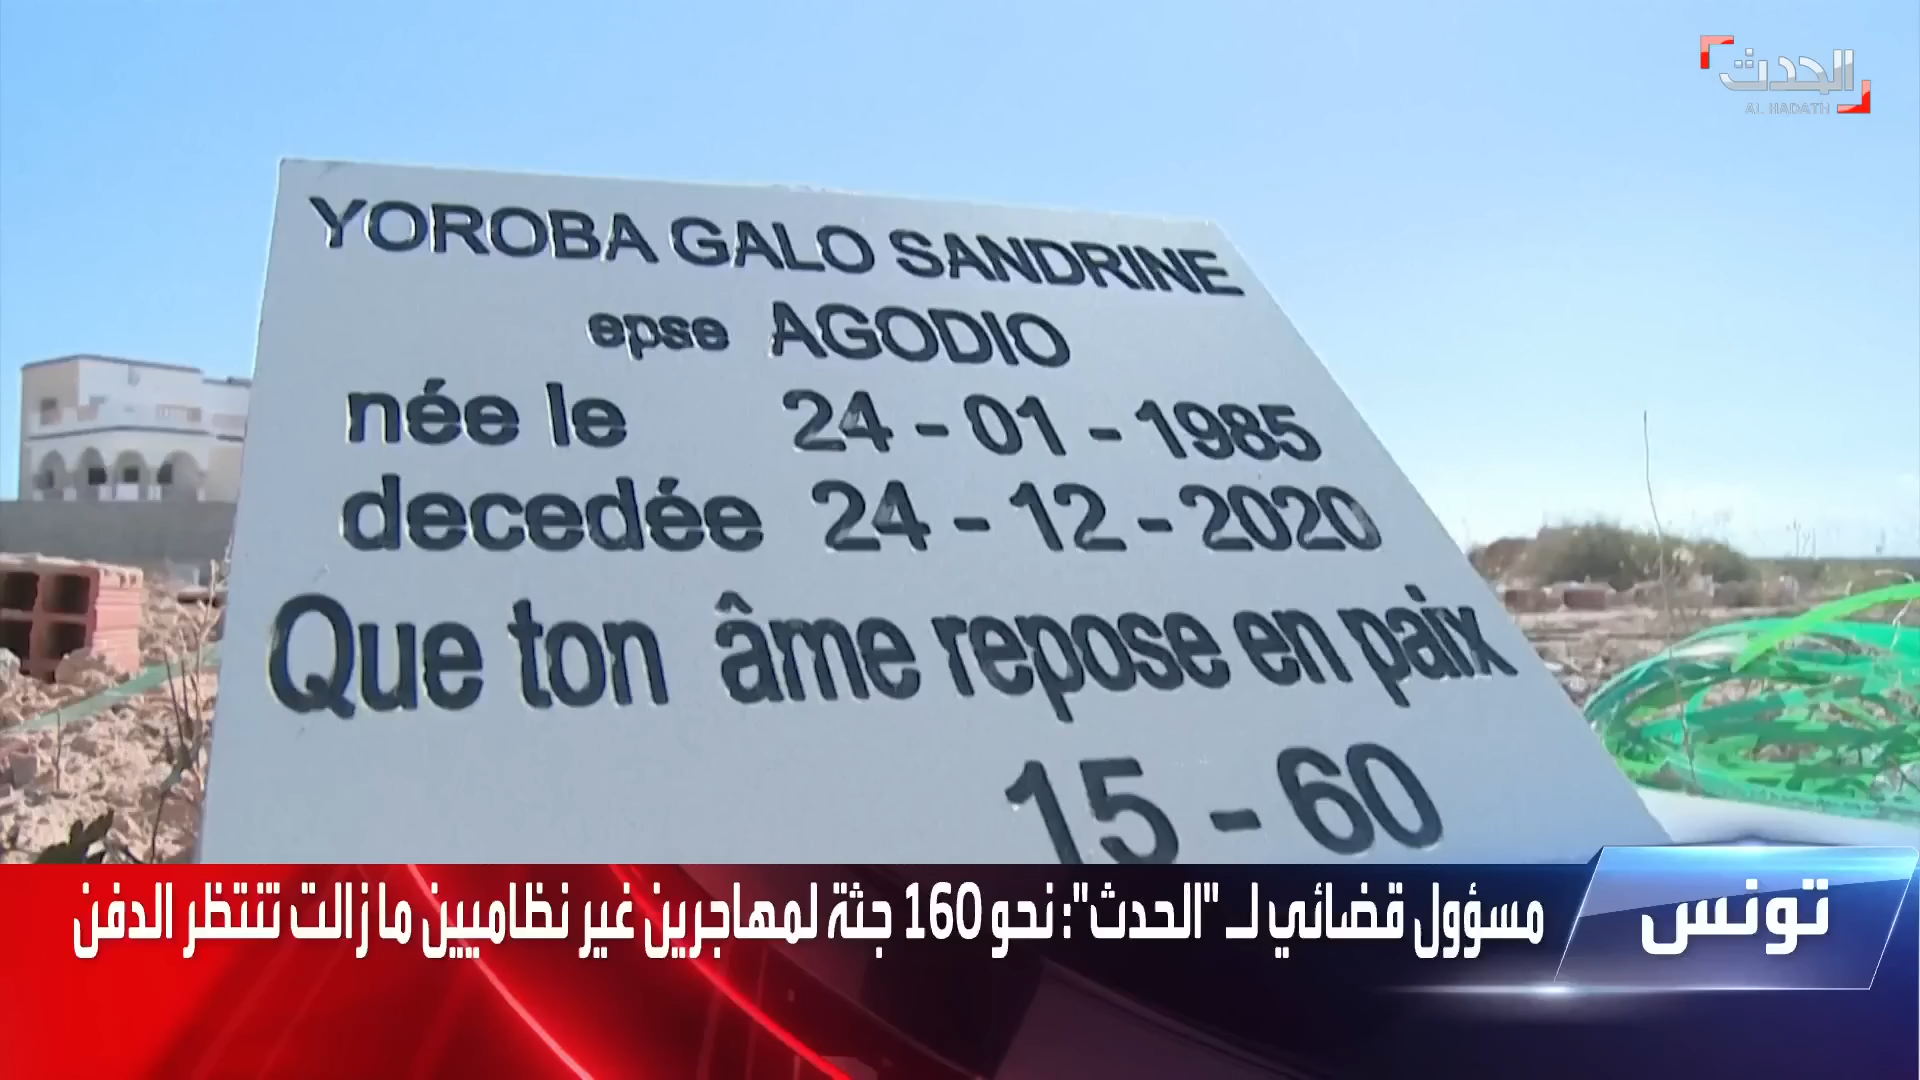 الحدث
AL HADATH
YOROBA GALO SANDRINE
epse AGODIO
née le 24 - 01 - 1985
decedée 24 - 12 - 2020
Que ton âme repose en paix
15 - 60
تونس
مسؤول قضائي لـ "الحدث": نحو 160 جثة لمهاجرين غير نظاميين ما زالت تنتظر الدفن